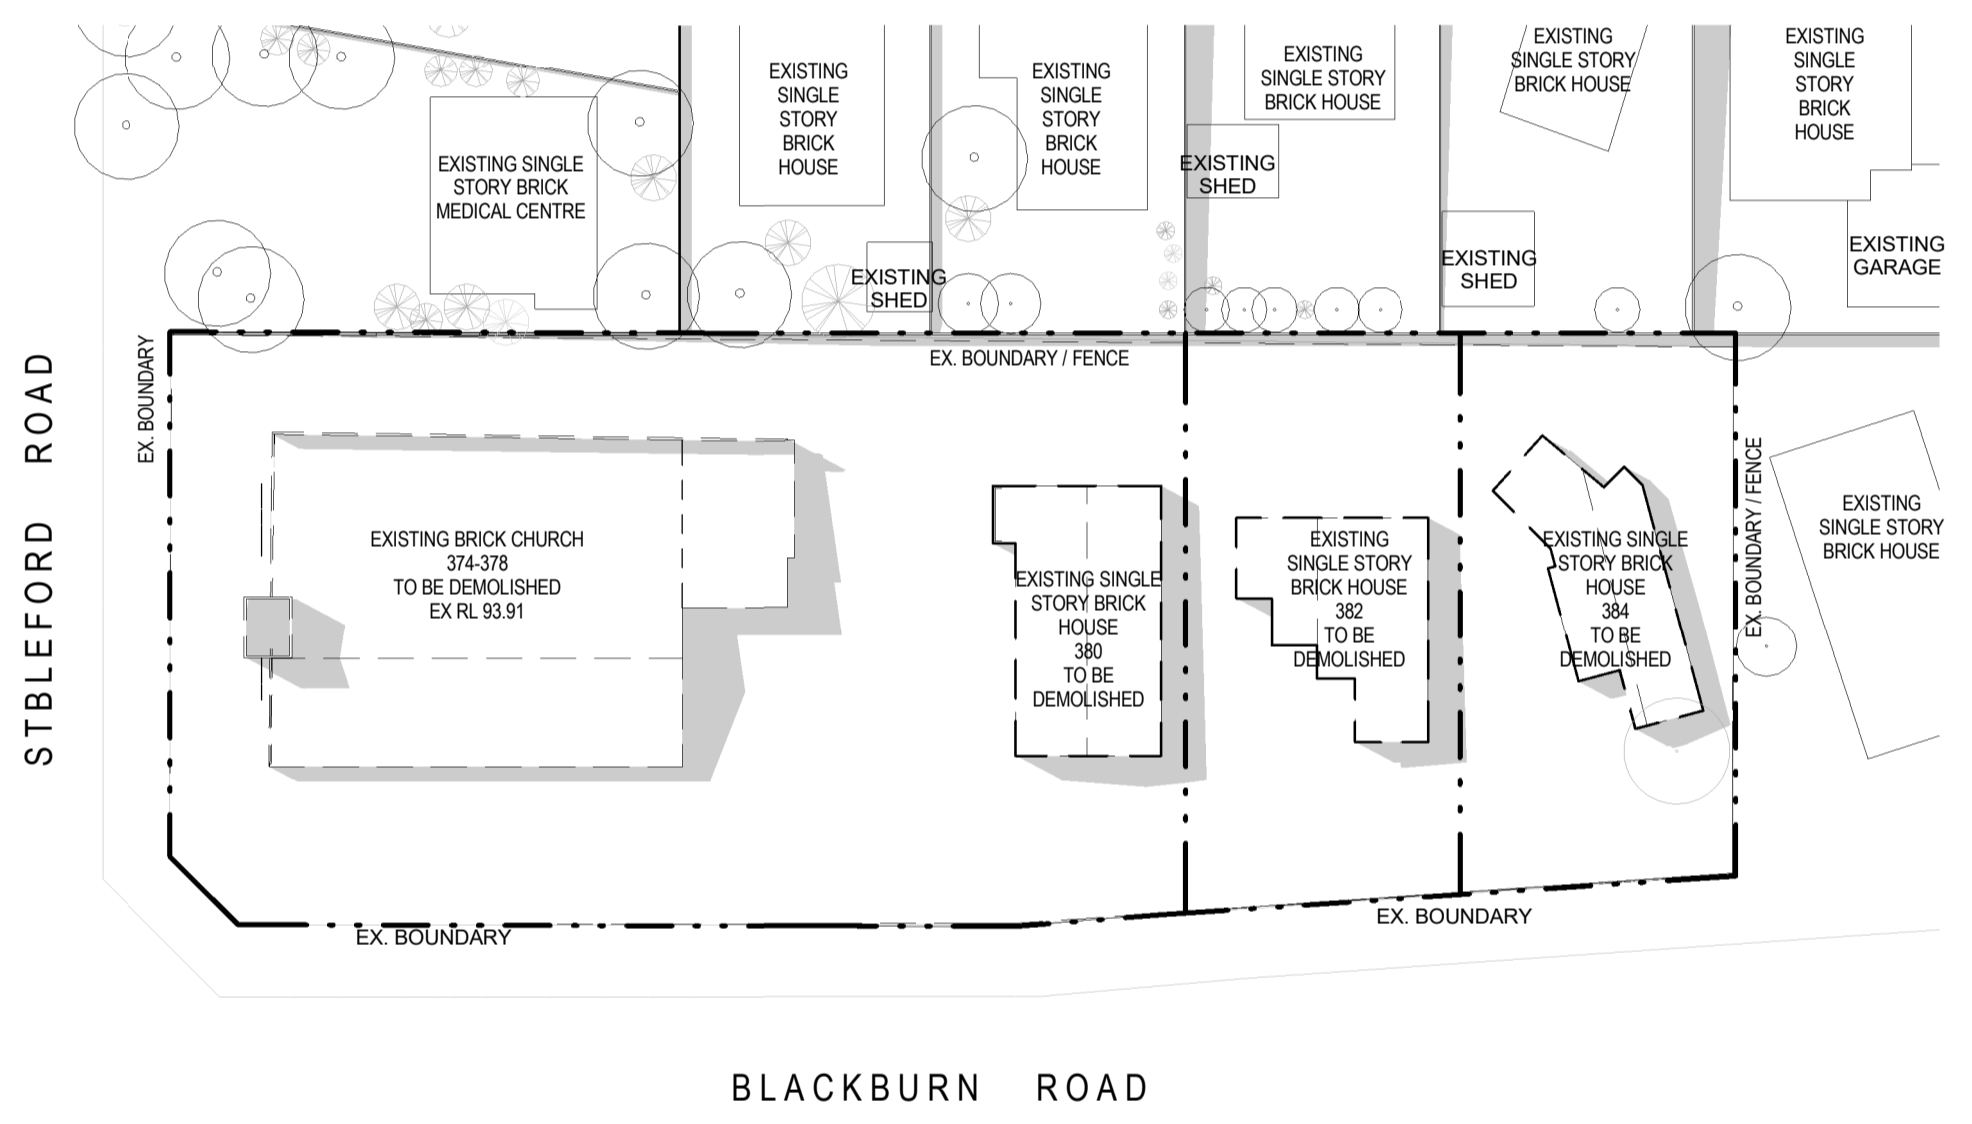 EXISTING
SINGLE
STORY
BRICK
HOUSE
EXISTING
SINGLE
STORY
BRICK
HOUSE
EXISTING
SINGLE STORY
BRICK HOUSE
EXISTING
SINGLE STORY
BRICK HOUSE
EXISTING
SINGLE
STORY
BRICK
HOUSE
EXISTING SINGLE
STORY BRICK
MEDICAL CENTRE
EXISTING
SHED
EXISTING
SHED
EXISTING
SHED
EXISTING
GARAGE
EX. BOUNDARY
EX. BOUNDARY / FENCE
STBLEFORD ROAD
EXISTING BRICK CHURCH
374-378
TO BE DEMOLISHED
EX RL 93.91
EXISTING SINGLE
STORY BRICK
HOUSE
380
TO BE
DEMOLISHED
EXISTING
SINGLE STORY
BRICK HOUSE
382
TO BE
DEMOLISHED
EXISTING SINGLE
STORY BRICK
HOUSE
384
TO BE
DEMOLISHED
EX. BOUNDARY / FENCE
EXISTING
SINGLE STORY
BRICK HOUSE
EX. BOUNDARY
EX. BOUNDARY
BLACKBURN ROAD